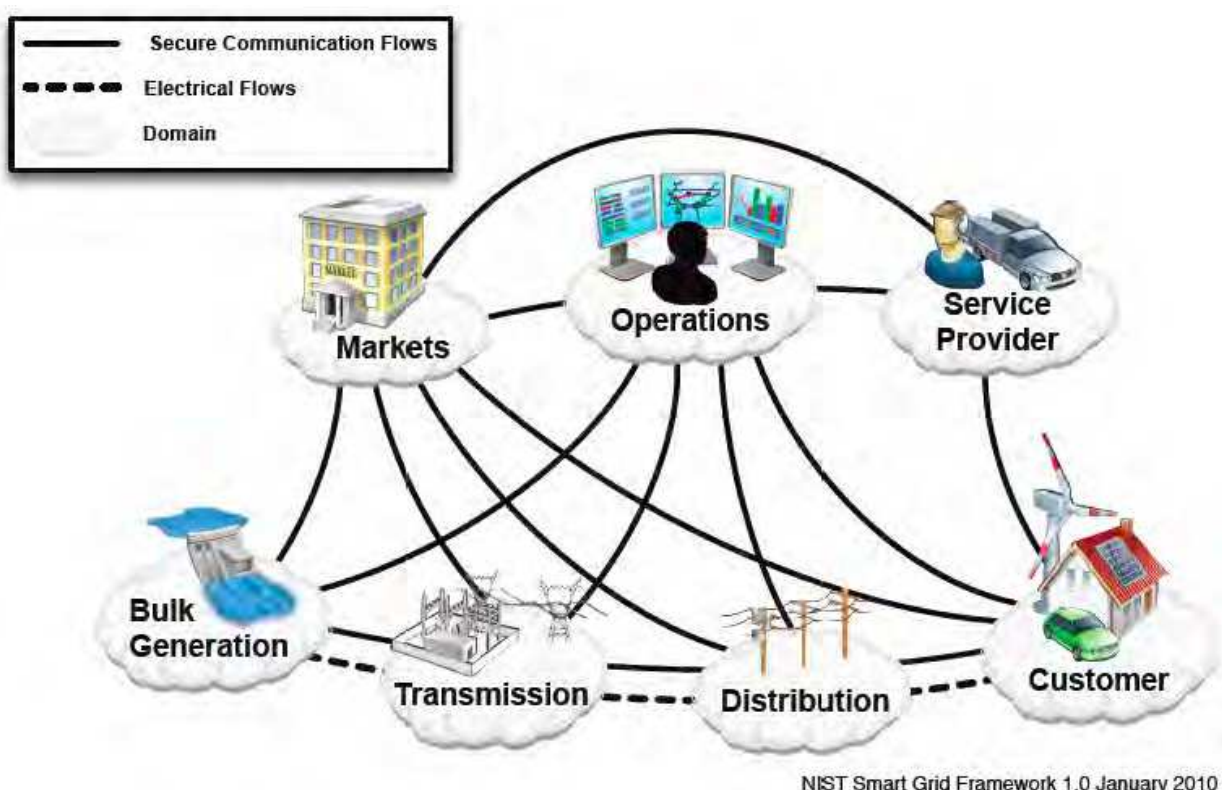 Secure Communication Flows
Electrical Flows
Domain
MARKET
Markets
Operations
Service
Provider
Bulk
Generation
Transmission
Distribution
Customer
NIST Smart Grid Framework 1.0 January 2010